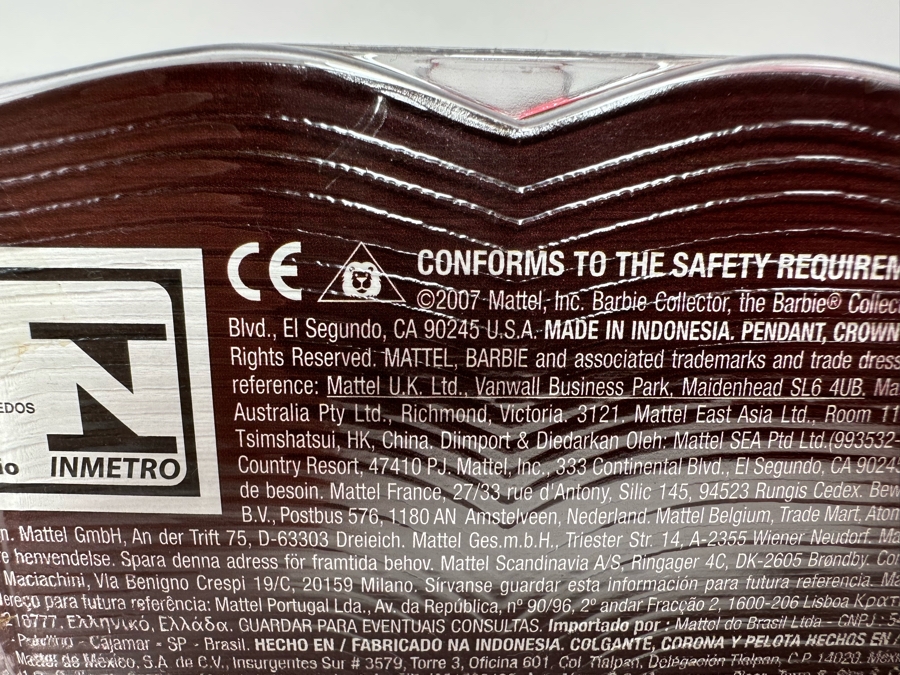 CE
CONFORMS TO THE SAFETY REQUIREM
©2007 Mattel, Inc. Barbie Collector, the Barbie® Collec
Blvd., El Segundo, CA 90245 U.S.A. MADE IN INDONESIA. PENDANT, CROWN
Rights Reserved. MATTEL, BARBIE and associated trademarks and trade dress
reference: Mattel U.K. Ltd., Vanwall Business Park, Maidenhead SL6 4UB. Ma
Australia Pty Ltd., Richmond, Victoria. 3121. Mattel East Asia Ltd., Room 11
Tsimshatsui, HK, China. Diimport & Diedarkan Oleh: Mattel SEA Ptd Ltd.(993532-
Country Resort, 47410 PJ. Mattel, Inc., 333 Continental Blvd., El Segundo, CA 9024
de besoin. Mattel France, 27/33 rue d'Antony, Silic 145, 94523 Rungis Cedex. Bew
B.V., Postbus 576, 1180 AN Amstelveen, Nederland. Mattel Belgium, Trade Mart, Atom
n. Mattel GmbH, An der Trift 75, D-63303 Dreieich. Mattel Ges.m.b.H., Triester Str. 14, A-2355 Wiener Neudorf. Ma
e henvendelse. Spara denna adress för framtida behov. Mattel Scandinavia A/S, Ringager 4C, DK-2605 Brøndby. Con
Maciachini, Via Benigno Crespi 19/C, 20159 Milano. Sírvanse guardar esta información para futura referencia. Ma
para futura referência: Mattel Portugal Lda., Av. da República, nº 90/96, 2º andar Fracção 2, 1600-206 Lisboa Κρατ
216777, Ελληνικό, Ελλάδα. GUARDAR PARA EVENTUAIS CONSULTAS. Importado por : Mattel do Brasil Ltda - CNPJ : 5
- Cajamar - SP - Brasil. HECHO EN / FABRICADO NA INDONESIA. COLGANTE, CORONA Y PELOTA HECHOS EN
Mattel de México, S.A. de C.V., Insurgentes Sur # 3579, Torre 3, Oficina 601, Col. Tlalpan, Delegación Tlalpan, C.P. 14020, Méxi
EDOS
ão
INMETRO